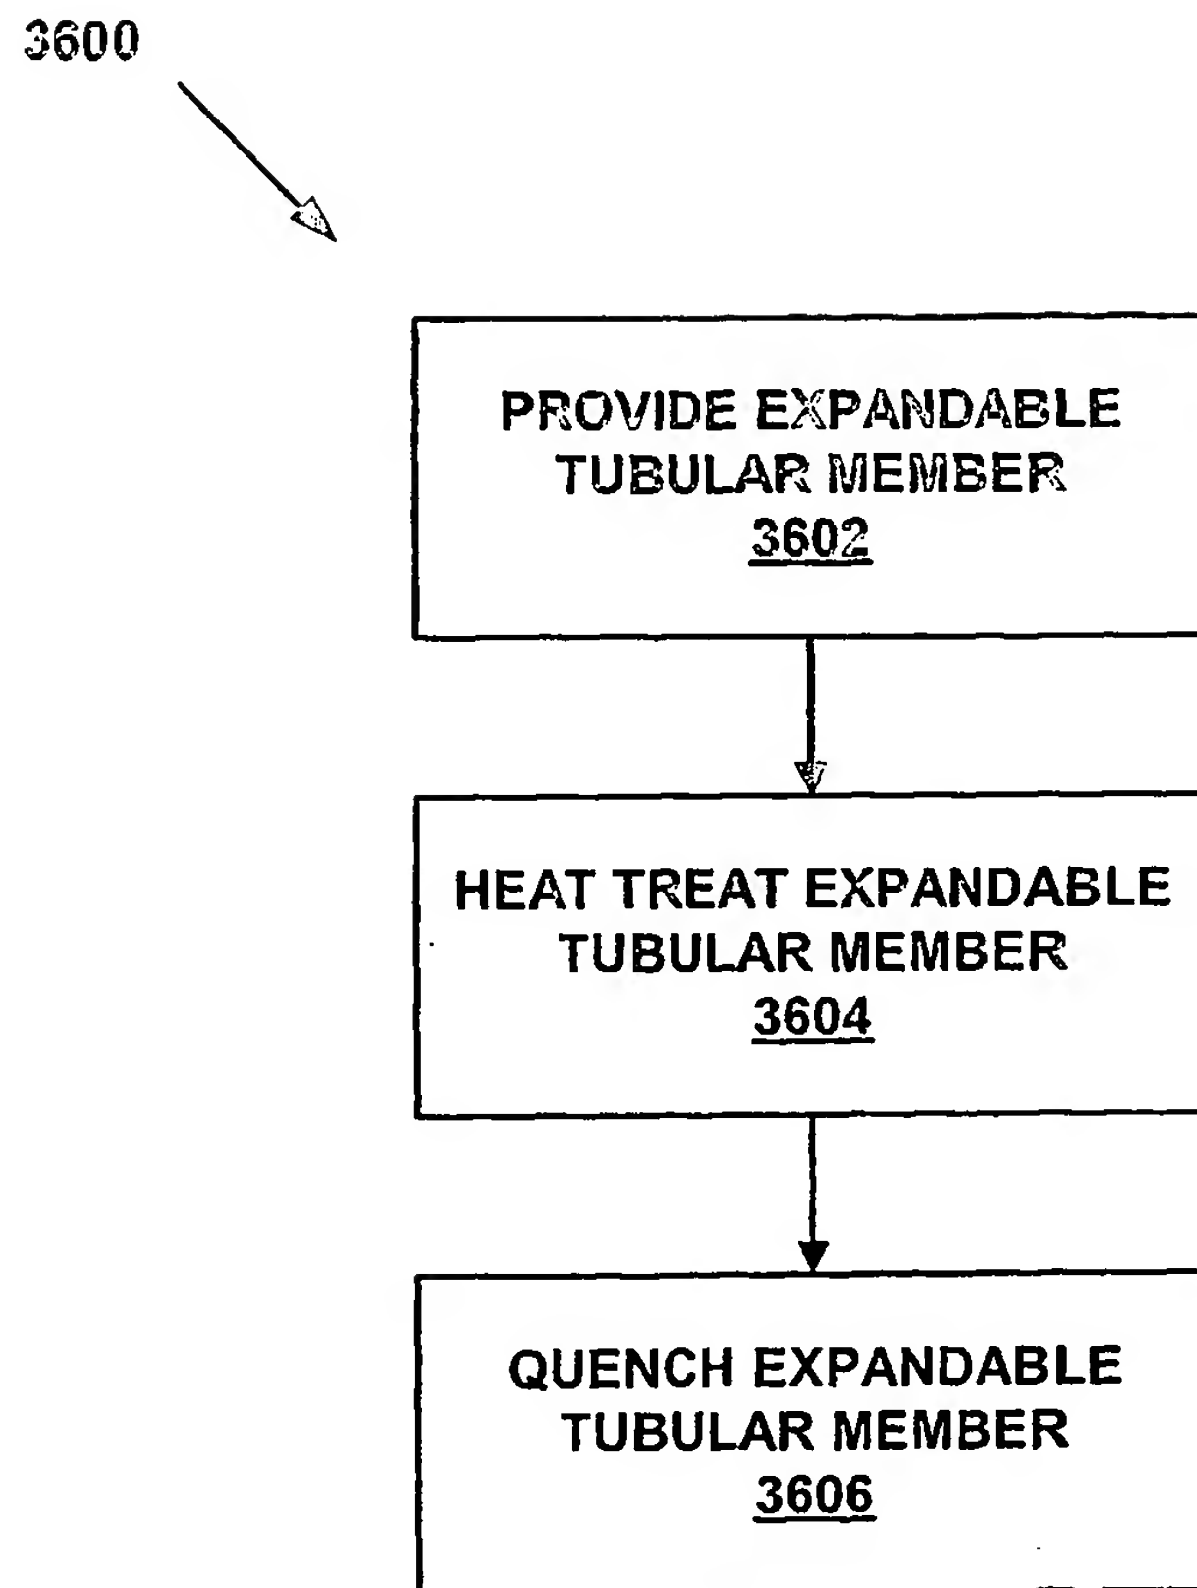 3600
PROVIDE EXPANDABLE
TUBULAR MEMBER
3602
HEAT TREAT EXPANDABLE
TUBULAR MEMBER
3604
QUENCH EXPANDABLE
TUBULAR MEMBER
3606